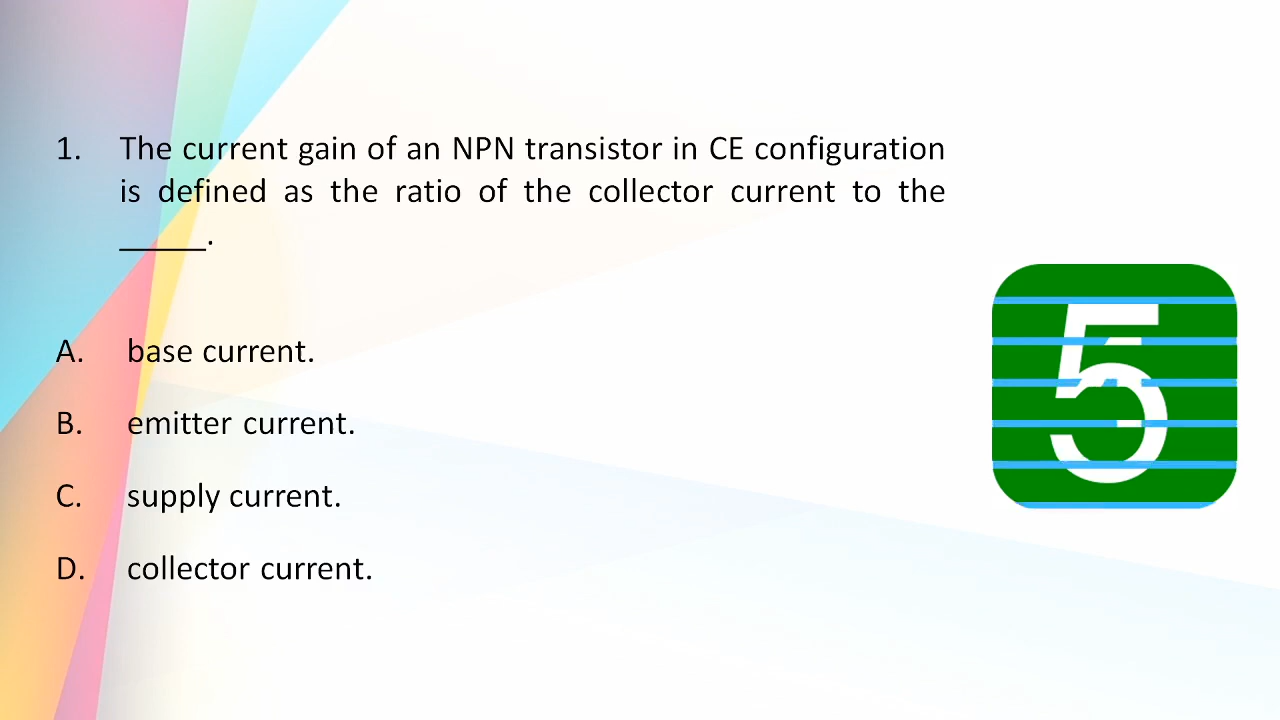 1. The current gain of an NPN transistor in CE configuration
is defined as the ratio of the collector current to the
_____.
A. base current.
B. emitter current.
C. supply current.
D. collector current.
5